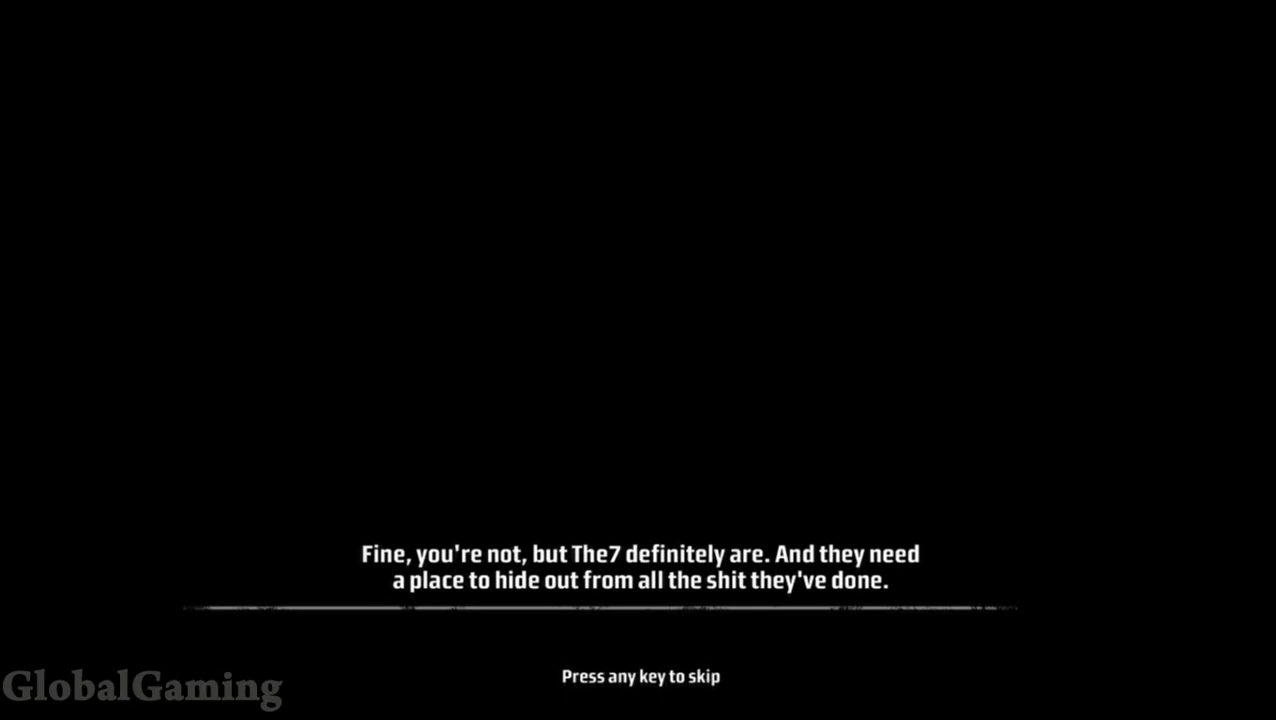 Fine, you're not, but The7 definitely are. And they need
a place to hide out from all the shit they've done.
Press any key to skip
GlobalGaming